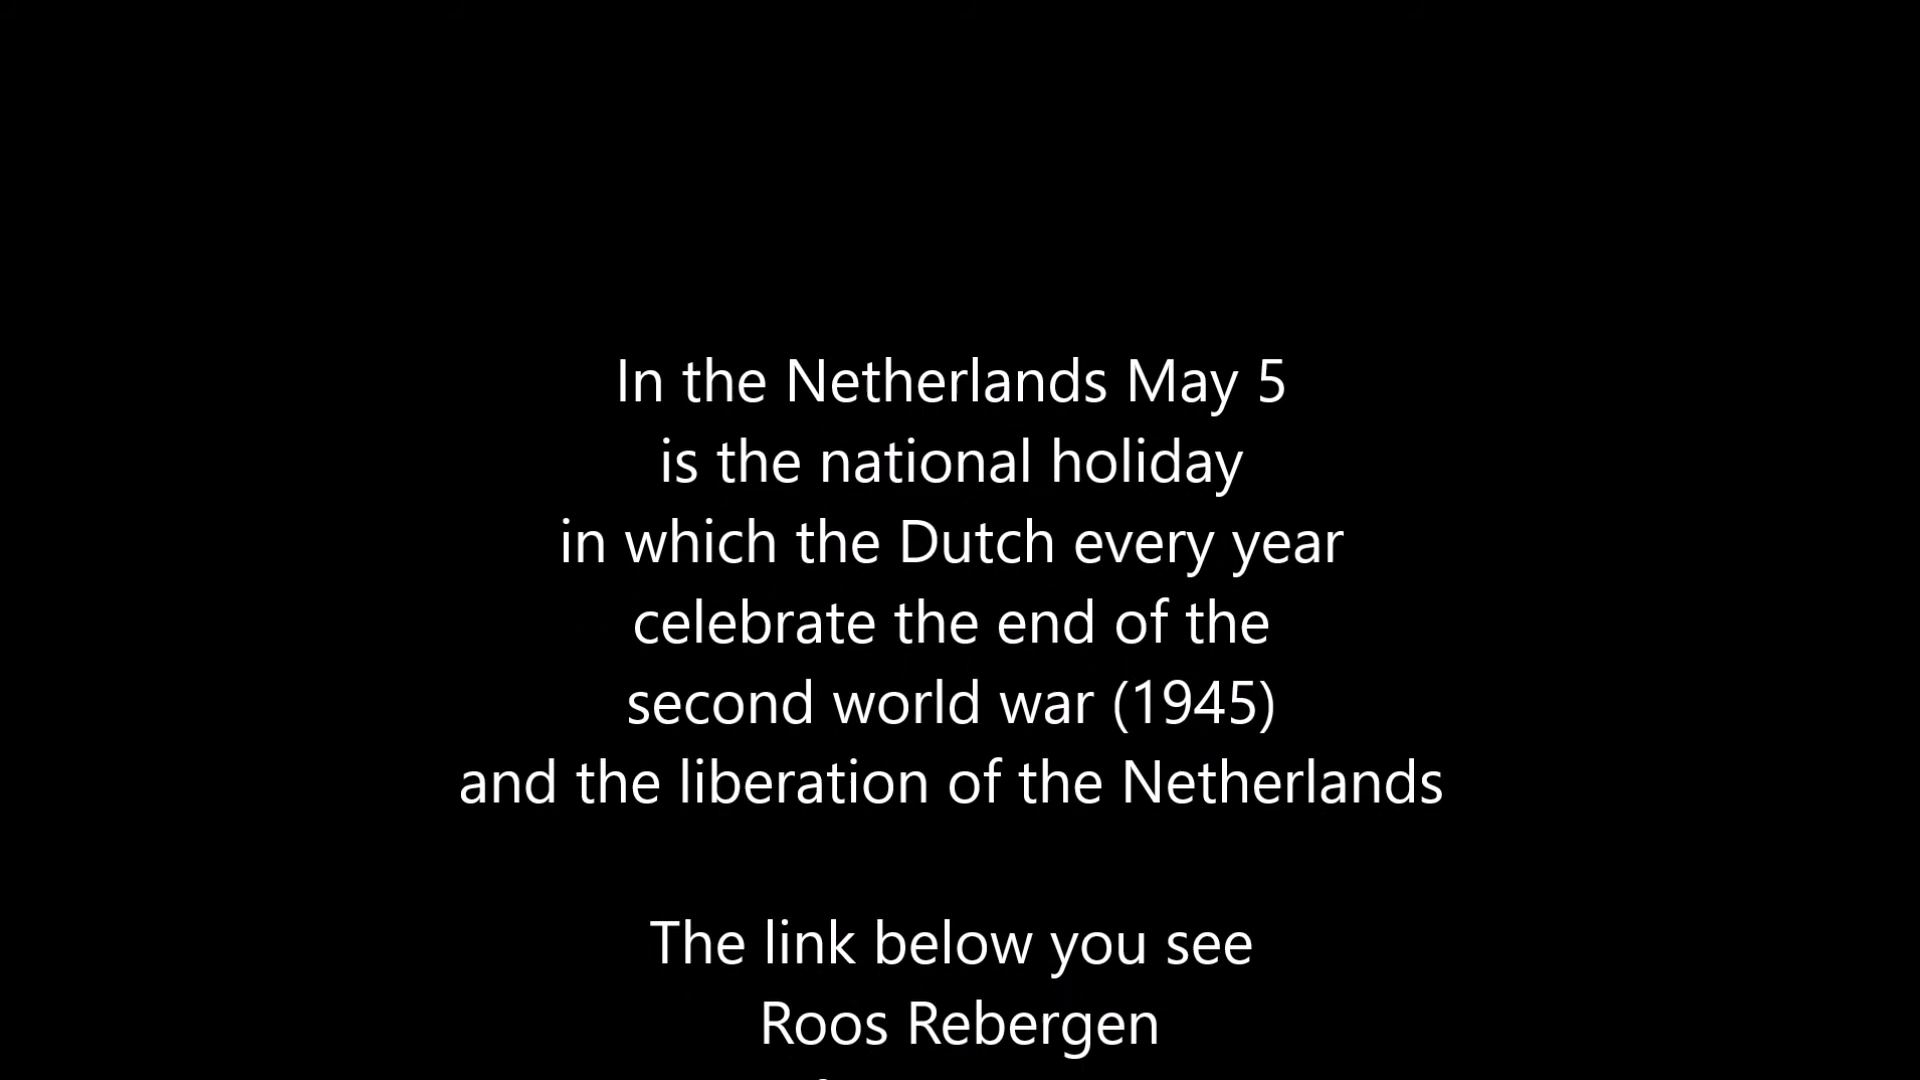 In the Netherlands May 5
is the national holiday
in which the Dutch every year
celebrate the end of the
second world war (1945)
and the liberation of the Netherlands
The link below you see
Roos Rebergen